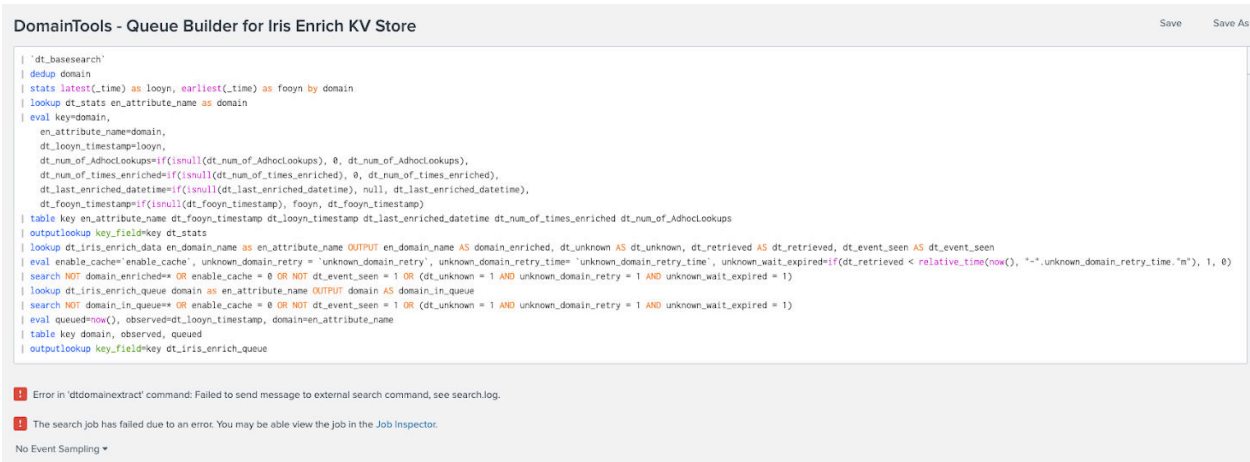 DomainTools - Queue Builder for Iris Enrich KV Store
Save Save As
| `dt_basesearch`
| dedup domain
| stats latest(_time) as looyn, earliest(_time) as fooyn by domain
| lookup dt_stats en_attribute_name as domain
| eval key=domain,
en_attribute_name=domain,
dt_looyn_timestamp=looyn,
dt_num_of_AdhocLookups=if(isnull(dt_num_of_AdhocLookups), 0, dt_num_of_AdhocLookups),
dt_num_of_times_enriched=if(isnull(dt_num_of_times_enriched), 0, dt_num_of_times_enriched),
dt_last_enriched_datetime=if(isnull(dt_last_enriched_datetime), null, dt_last_enriched_datetime),
dt_fooyn_timestamp=if(isnull(dt_fooyn_timestamp), fooyn, dt_fooyn_timestamp)
| table key en_attribute_name dt_fooyn_timestamp dt_looyn_timestamp dt_last_enriched_datetime dt_num_of_times_enriched dt_num_of_AdhocLookups
| outputlookup key_field=key dt_stats
| lookup dt_iris_enrich_data en_domain_name as en_attribute_name OUTPUT en_domain_name AS domain_enriched, dt_unknown AS dt_unknown, dt_retrieved AS dt_retrieved, dt_event_seen AS dt_event_seen
| eval enable_cache=`enable_cache`, unknown_domain_retry = `unknown_domain_retry`, unknown_domain_retry_time= `unknown_domain_retry_time`, unknown_wait_expired=if(dt_retrieved < relative_time(now(), "-".unknown_domain_retry_time."m"), 1, 0)
| search NOT domain_enriched=* OR enable_cache = 0 OR NOT dt_event_seen = 1 OR (dt_unknown = 1 AND unknown_domain_retry = 1 AND unknown_wait_expired = 1)
| lookup dt_iris_enrich_queue domain as en_attribute_name OUTPUT domain AS domain_in_queue
| search NOT domain_in_queue=* OR enable_cache = 0 OR NOT dt_event_seen = 1 OR (dt_unknown = 1 AND unknown_domain_retry = 1 AND unknown_wait_expired = 1)
| eval queued=now(), observed=dt_looyn_timestamp, domain=en_attribute_name
| table key domain, observed, queued
| outputlookup key_field=key dt_iris_enrich_queue
! Error in 'dtdomainextract' command: Failed to send message to external search command, see search.log.
! The search job has failed due to an error. You may be able view the job in the Job Inspector.
No Event Sampling